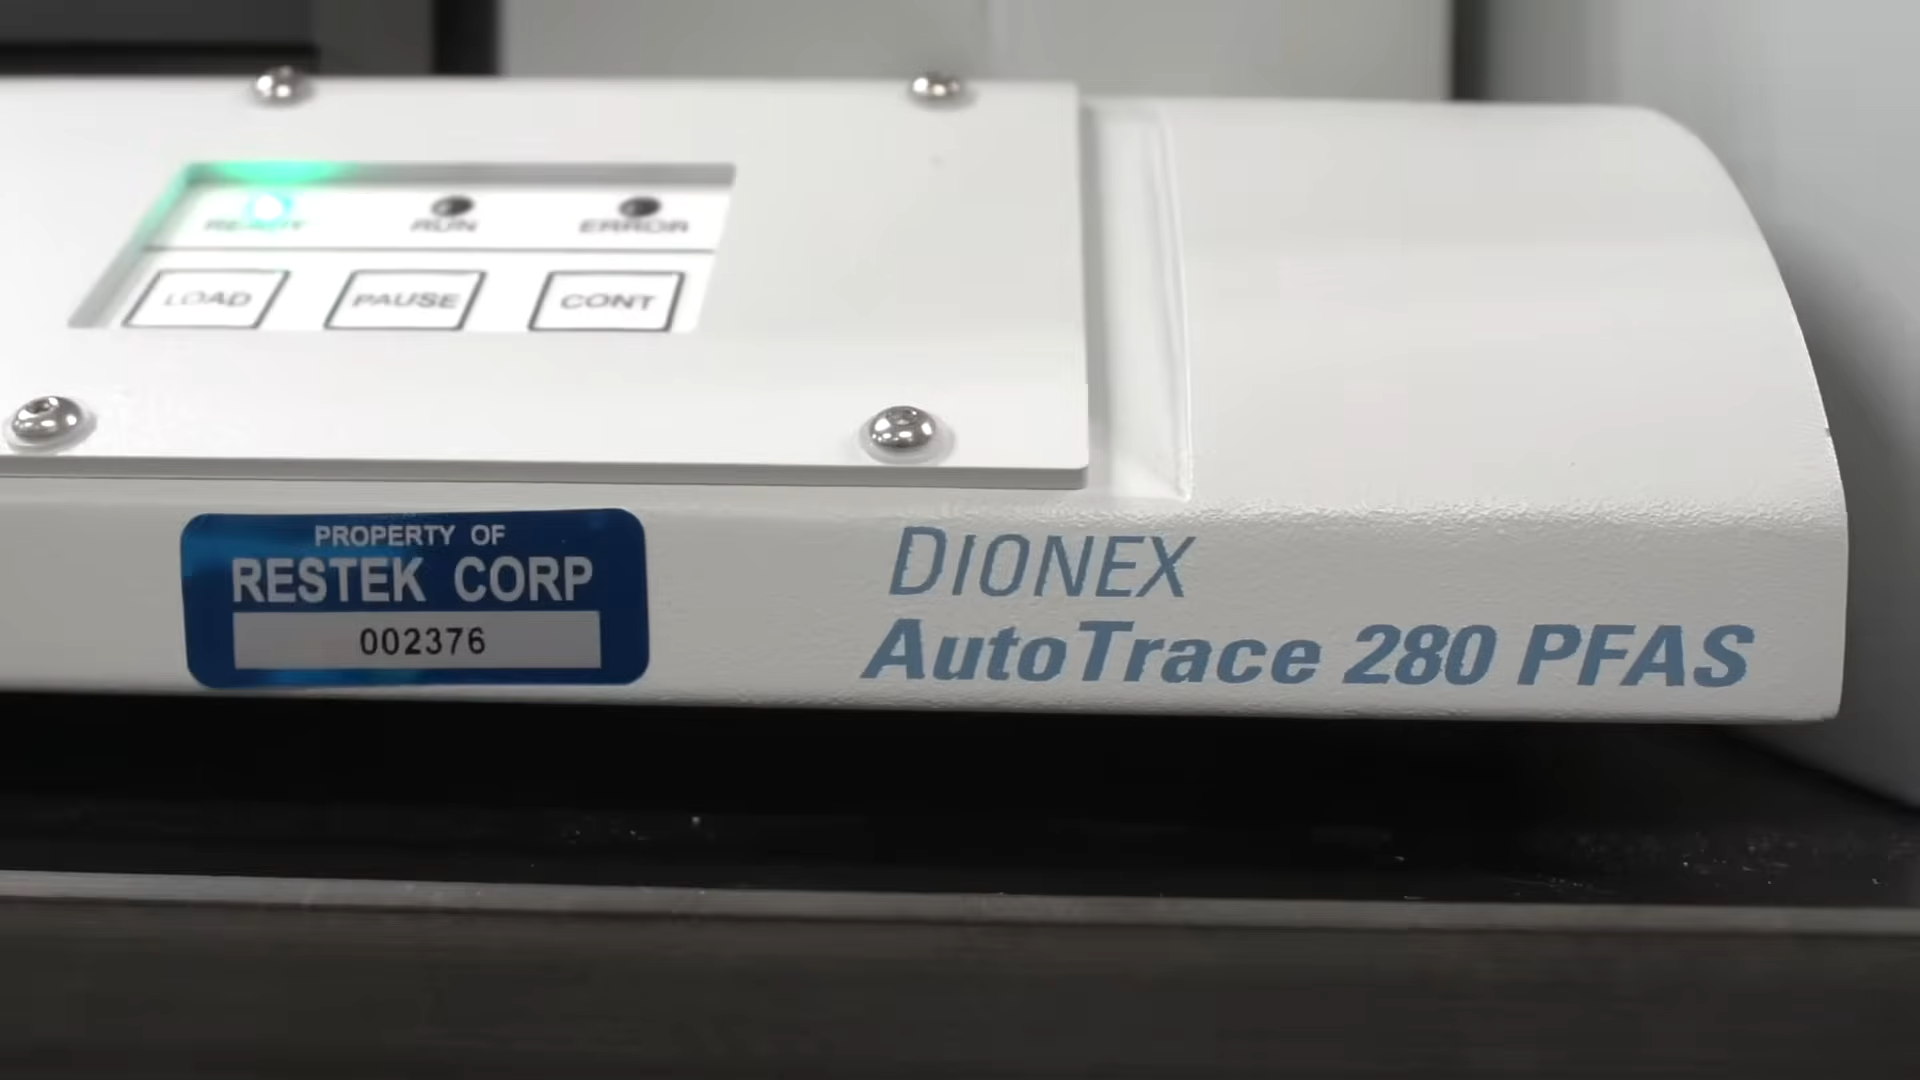 READY RUN ERROR
LOAD PAUSE CONT
PROPERTY OF
RESTEK CORP
002376
DIONEX
AutoTrace 280 PFAS